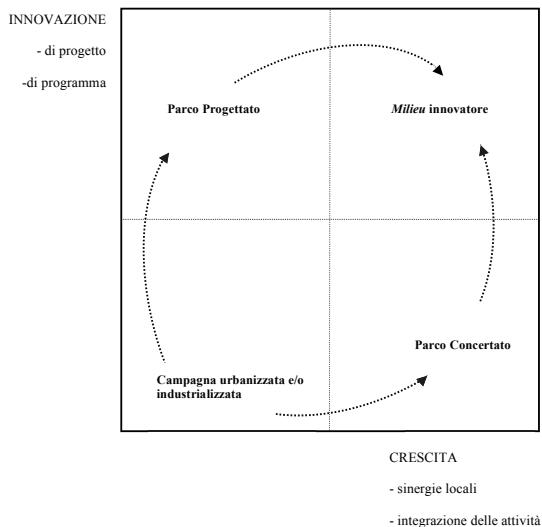 INNOVAZIONE
- di progetto
-di programma
Parco Progettato
Milieu innovatore
Parco Concertato
Campagna urbanizzata e/o
industrializzata
CRESCITA
- sinergie locali
- integrazione delle attività